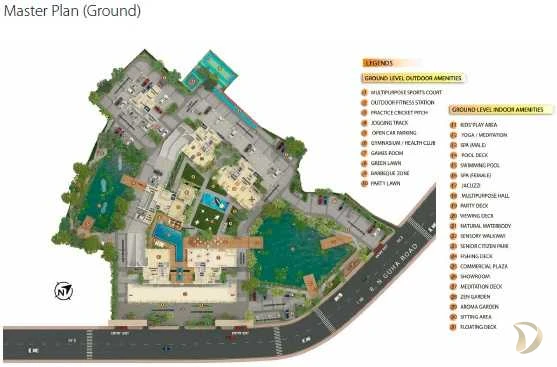 Master Plan (Ground)
LEGENDS
GROUND LEVEL OUTDOOR AMENITIES
MULTIPURPOSE SPORTS COURT
OUTDOOR FITNESS STATION
PRACTICE CRICKET PITCH
JOGGING TRACK
OPEN CAR PARKING
GYMNASIUM / HEALTH CLUB
GAMES ROOM
GREEN LAWN
BARBEQUE ZONE
PARTY LAWN
GROUND LEVEL INDOOR AMENITIES
KIDS' PLAY AREA
YOGA / MEDITATION
SPA (MALE)
POOL DECK
SWIMMING POOL
SPA (FEMALE)
JACUZZI
MULTIPURPOSE HALL
PARTY DECK
VIEWING DECK
NATURAL WATERBODY
SENSORY WALKWAY
SENIOR CITIZEN PARK
FISHING DECK
COMMERCIAL PLAZA
SHOWROOM
MEDITATION DECK
ZEN GARDEN
AROMA GARDEN
SITTING AREA
FLOATING DECK
R. N. GUHA ROAD
N